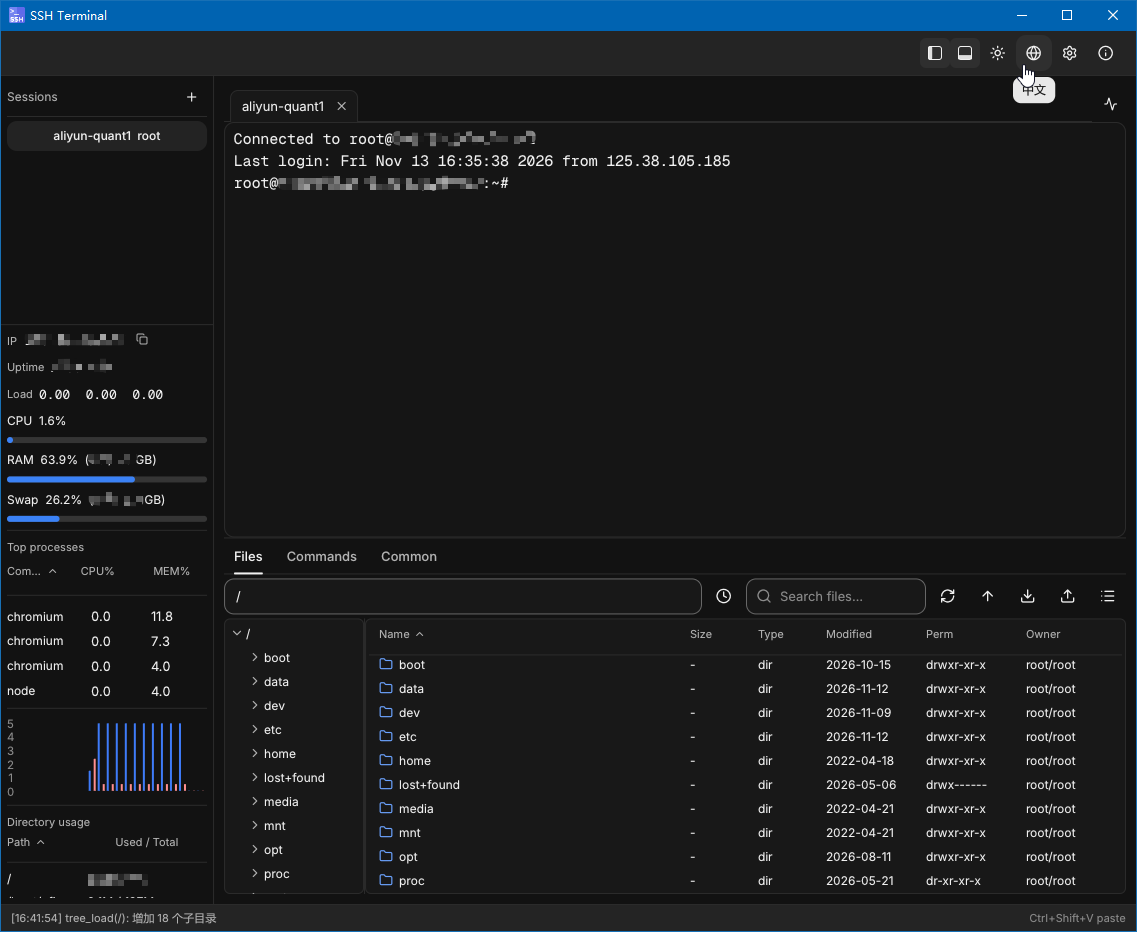 SSH Terminal
中文
Sessions
aliyun-quant1 root
aliyun-quant1
Connected to root@
Last login: Fri Nov 13 16:35:38 2026 from 125.38.105.185
root@ :~#
IP
Uptime
Load 0.00 0.00 0.00
CPU 1.6%
RAM 63.9% ( GB)
Swap 26.2% GB)
Top processes
Com... CPU% MEM%
chromium 0.0 11.8
chromium 0.0 7.3
chromium 0.0 4.0
node 0.0 4.0
5
4
3
2
1
0
Directory usage
Path Used / Total
/
Files Commands Common
/
Search files...
/
boot
data
dev
etc
home
lost+found
media
mnt
opt
proc
Name Size Type Modified Perm Owner
boot - dir 2026-10-15 drwxr-xr-x root/root
data - dir 2026-11-12 drwxr-xr-x root/root
dev - dir 2026-11-09 drwxr-xr-x root/root
etc - dir 2026-11-12 drwxr-xr-x root/root
home - dir 2022-04-18 drwxr-xr-x root/root
lost+found - dir 2026-05-06 drwx------ root/root
media - dir 2022-04-21 drwxr-xr-x root/root
mnt - dir 2022-04-21 drwxr-xr-x root/root
opt - dir 2026-08-11 drwxr-xr-x root/root
proc - dir 2026-05-21 dr-xr-xr-x root/root
[16:41:54] tree_load(/): 增加 18 个子目录
Ctrl+Shift+V paste